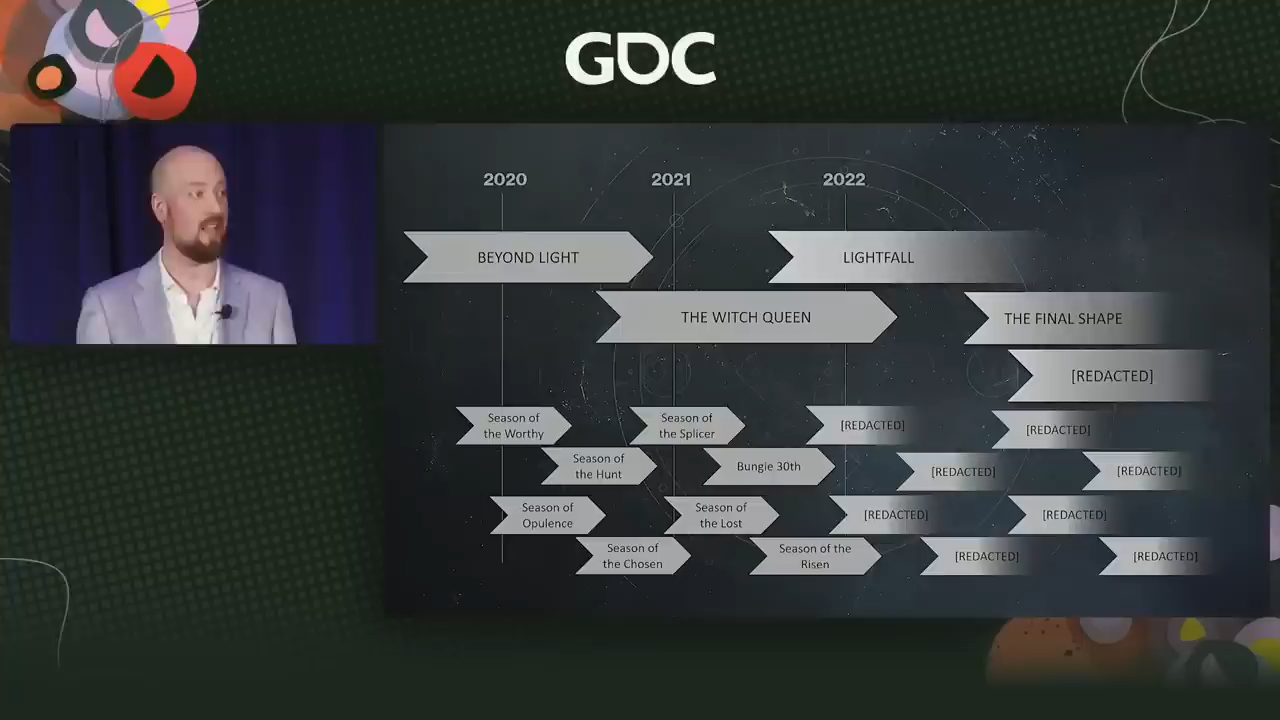 GDC
2020
2021
2022
BEYOND LIGHT
LIGHTFALL
THE WITCH QUEEN
THE FINAL SHAPE
[REDACTED]
Season of
the Worthy
Season of
the Splicer
[REDACTED]
[REDACTED]
Season of
the Hunt
Bungie 30th
[REDACTED]
[REDACTED]
Season of
Opulence
Season of
the Lost
[REDACTED]
[REDACTED]
Season of
the Chosen
Season of the
Risen
[REDACTED]
[REDACTED]